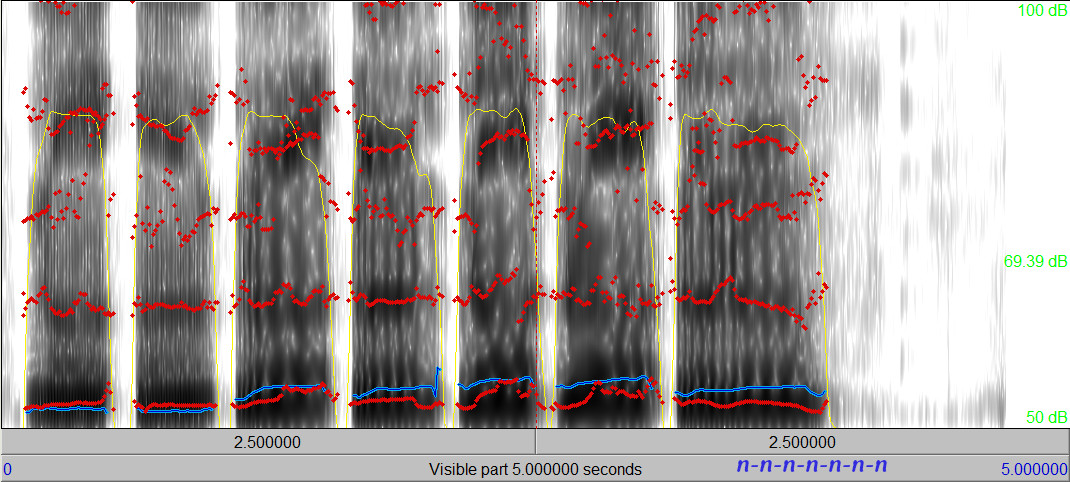 100 dB
69.39 dB
50 dB
2.500000 2.500000
0 Visible part 5.000000 seconds n-n-n-n-n-n-n 5.000000